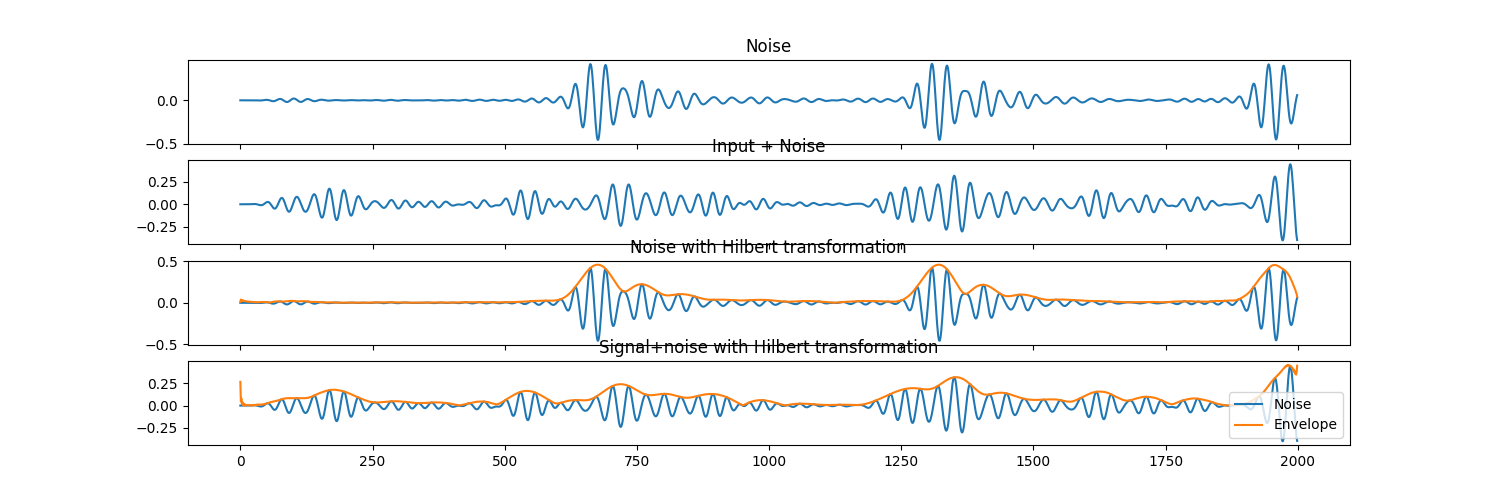 Noise
0.0
−0.5
Input + Noise
0.25
0.00
−0.25
Noise with Hilbert transformation
0.5
0.0
−0.5
Signal+noise with Hilbert transformation
0.25
0.00
−0.25
Noise
Envelope
0 250 500 750 1000 1250 1500 1750 2000